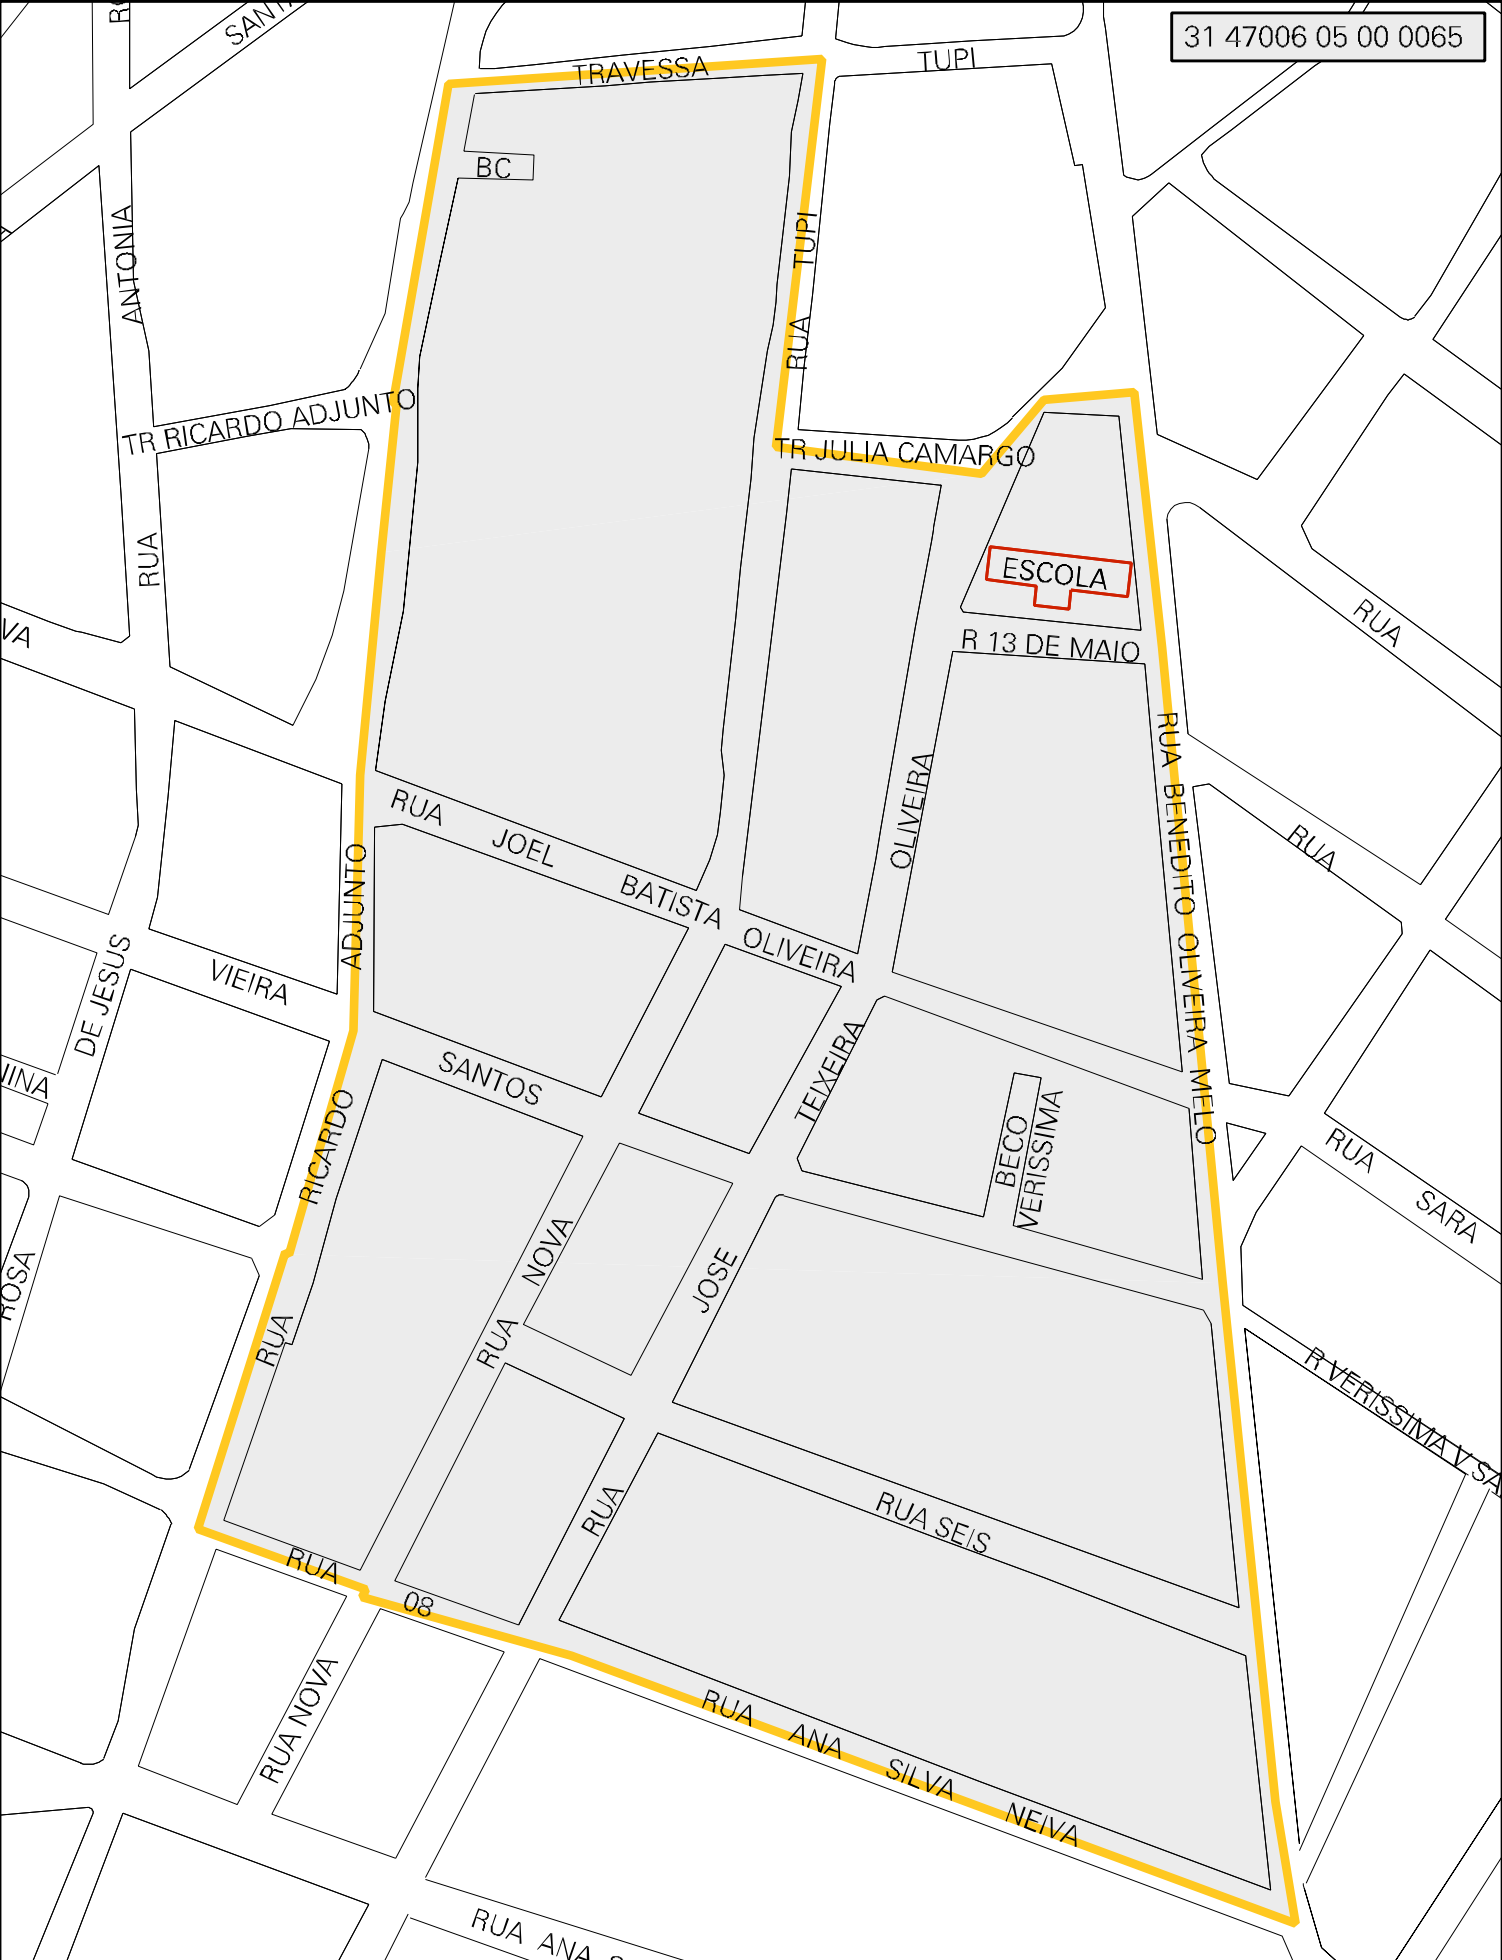 31 47006 05 00 0065
TRAVESSA TUPI
BC
ANTONIA
RUA TUPI
TR RICARDO ADJUNTO
TR JULIA CAMARGO
RUA
ESCOLA
R 13 DE MAIO
RUA
RUA BENEDITO OLIVEIRA MELO
OLIVEIRA
RUA JOEL BATISTA OLIVEIRA
RUA
ADJUNTO
VIEIRA
DE JESUS
SANTOS
TEIXEIRA
RICARDO
BECO
VERISSIMA
RUA SARA
NOVA
JOSE
ROSA
RUA
RUA
R VERISSIMA V SA
RUA
RUA SEIS
RUA 08
RUA NOVA
RUA ANA SILVA NEIVA
RUA ANA